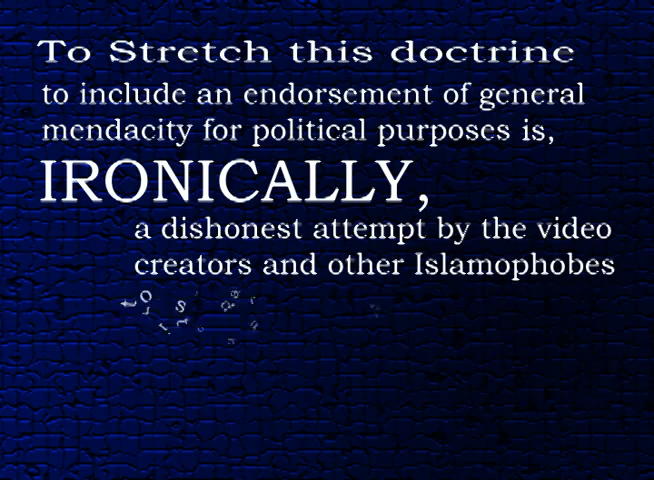 To Stretch this doctrine
to include an endorsement of general
mendacity for political purposes is,
IRONICALLY,
a dishonest attempt by the video
creators and other Islamophobes